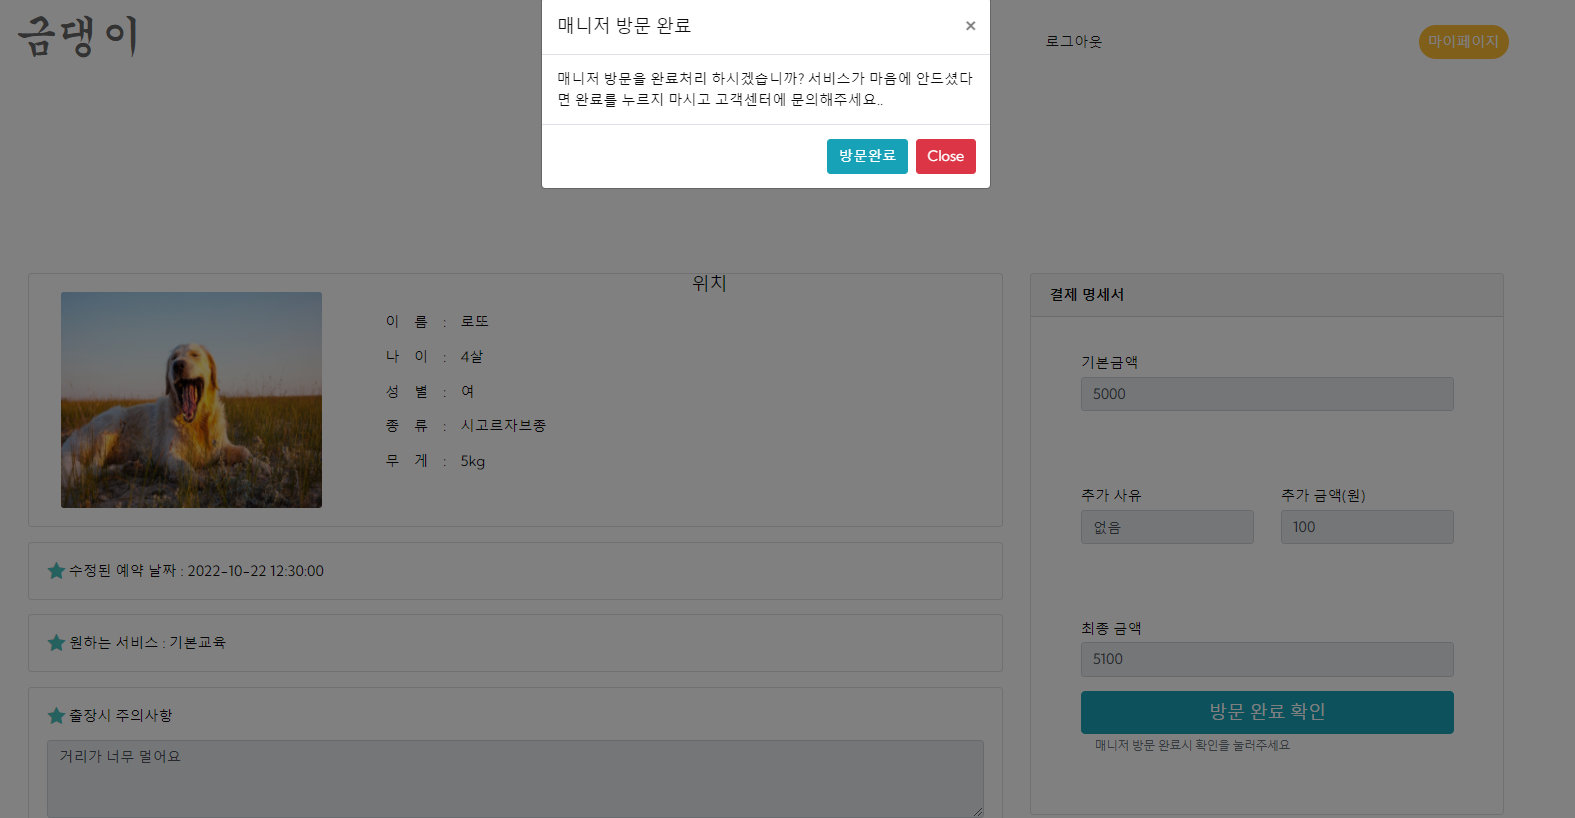 금댕이
로그아웃
마이페이지
매니저 방문 완료
×
매니저 방문을 완료처리 하시겠습니까? 서비스가 마음에 안드셨다
면 완료를 누르지 마시고 고객센터에 문의해주세요..
방문완료
Close
위치
이 름 : 로또
나 이 : 4살
성 별 : 여
종 류 : 시고르자브종
무 게 : 5kg
수정된 예약 날짜 : 2022-10-22 12:30:00
원하는 서비스 : 기본교육
출장시 주의사항
거리가 너무 멀어요
결제 명세서
기본금액
5000
추가 사유
없음
추가 금액(원)
100
최종 금액
5100
방문 완료 확인
매니저 방문 완료시 확인을 눌러주세요